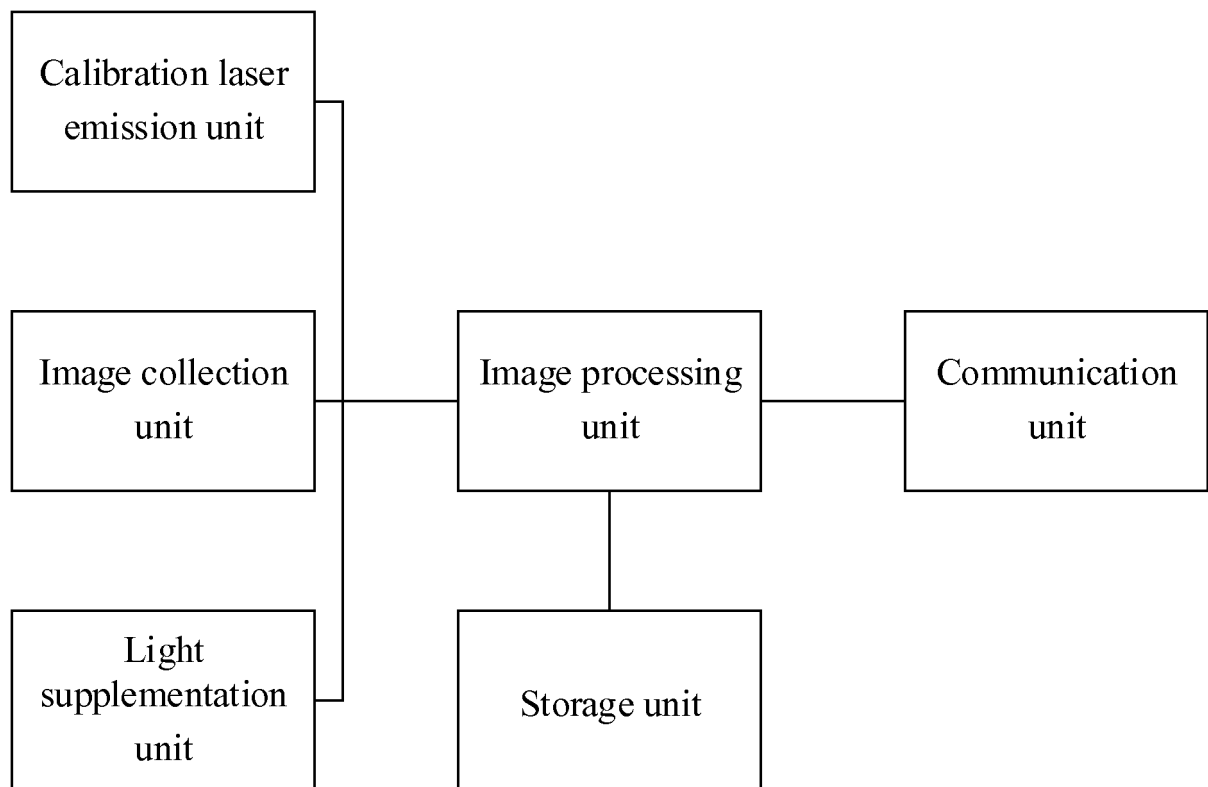 Calibration laser
emission unit
Image collection
unit
Image processing
unit
Communication
unit
Light
supplementation
unit
Storage unit